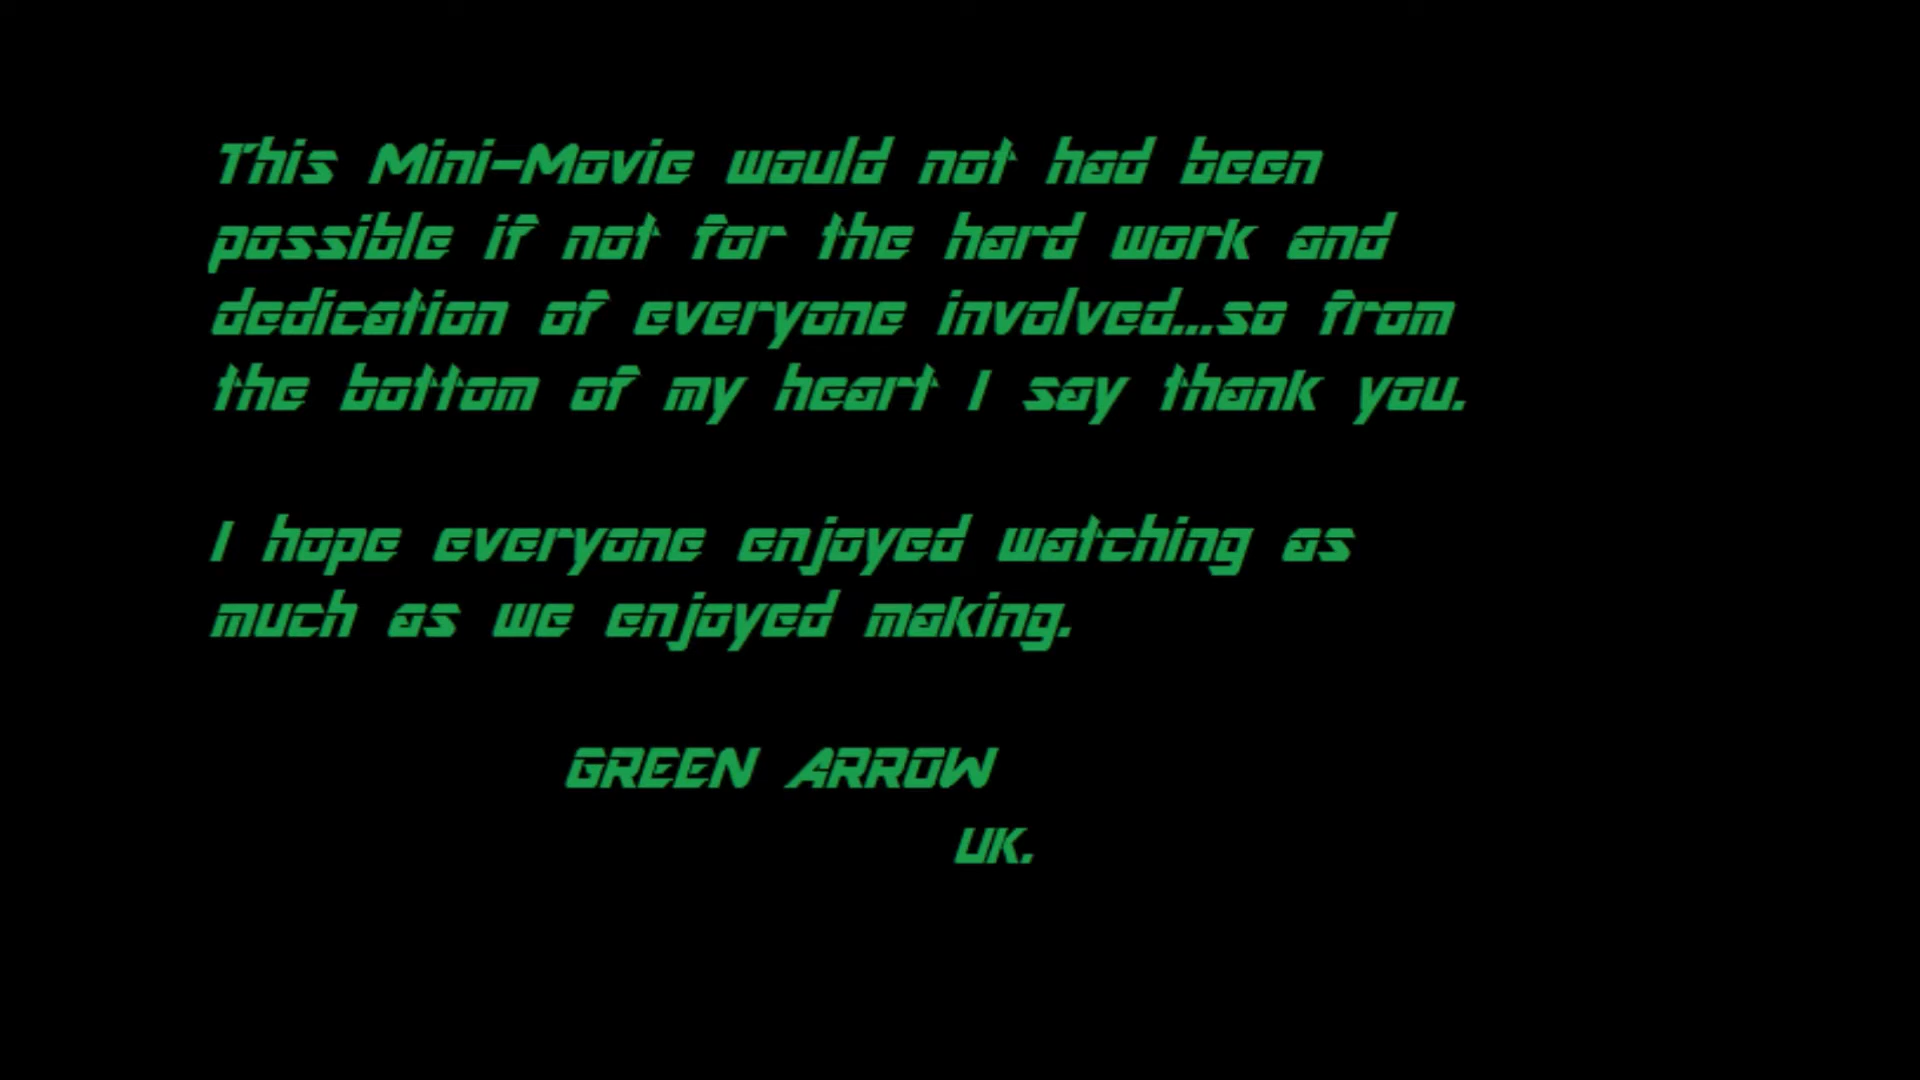 This Mini-Movie would not had been
possible if not for the hard work and
dedication of everyone involved...so from
the bottom of my heart I say thank you.
I hope everyone enjoyed watching as
much as we enjoyed making.
GREEN ARROW
UK.